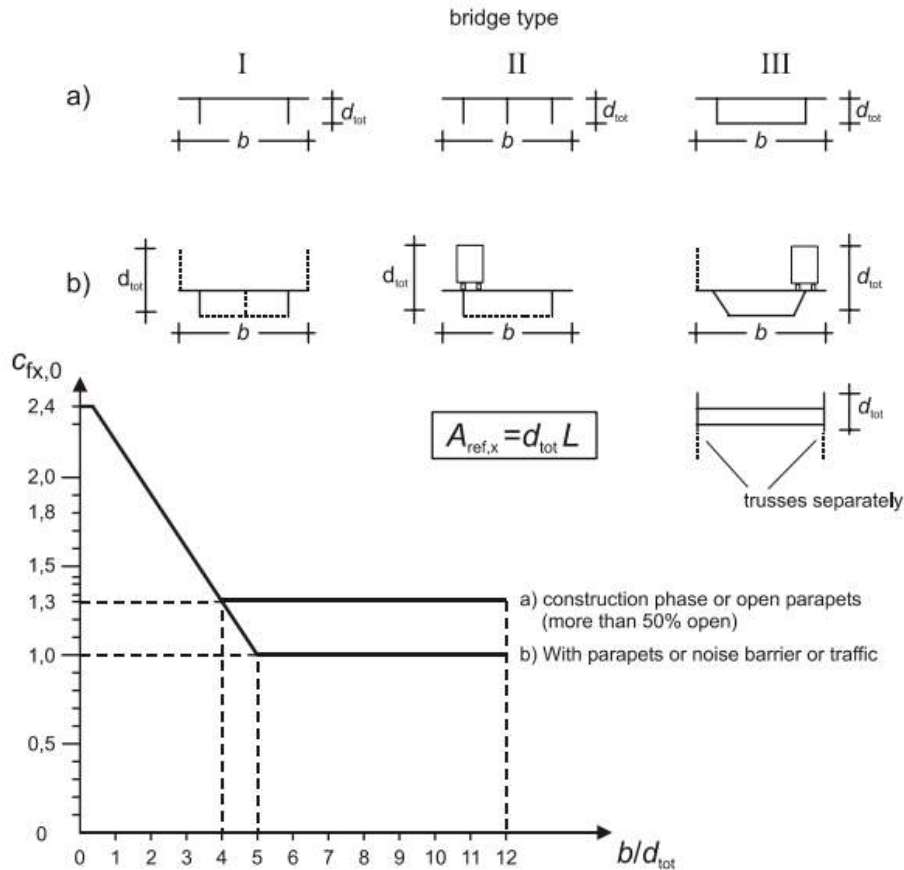 bridge type
I II III
a) d_tot d_tot d_tot
b b b
b) d_tot d_tot d_tot
b b b
c_fx,0
2,4
A_ref,x = d_tot L
d_tot
2,0
trusses separately
1,8
1,5
1,3
a) construction phase or open parapets
(more than 50% open)
1,0
b) With parapets or noise barrier or traffic
0,5
0
0 1 2 3 4 5 6 7 8 9 10 11 12 b/d_tot